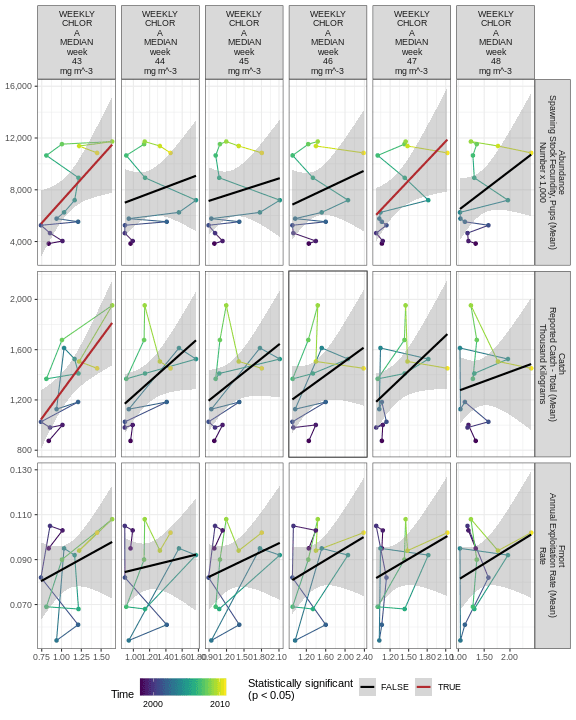 WEEKLY
CHLOR
A
MEDIAN
week
43
mg m^-3
WEEKLY
CHLOR
A
MEDIAN
week
44
mg m^-3
WEEKLY
CHLOR
A
MEDIAN
week
45
mg m^-3
WEEKLY
CHLOR
A
MEDIAN
week
46
mg m^-3
WEEKLY
CHLOR
A
MEDIAN
week
47
mg m^-3
WEEKLY
CHLOR
A
MEDIAN
week
48
mg m^-3
16,000
12,000
8,000
4,000
Abundance
Spawning Stock Fecundity, Pups (Mean)
Number x 1,000
2,000
1,600
1,200
800
Catch
Reported Catch - Total (Mean)
Thousand Kilograms
0.130
0.110
0.090
0.070
Fmort
Annual Exploitation Rate (Mean)
Rate
0.75 1.00 1.25 1.50
1.00 1.20 1.40 1.60 1.80
0.90 1.20 1.50 1.80 2.10
1.20 1.60 2.00 2.40
1.20 1.50 1.80 2.10
1.00 1.50 2.00
Time
2000 2010
Statistically significant
(p < 0.05)
FALSE
TRUE